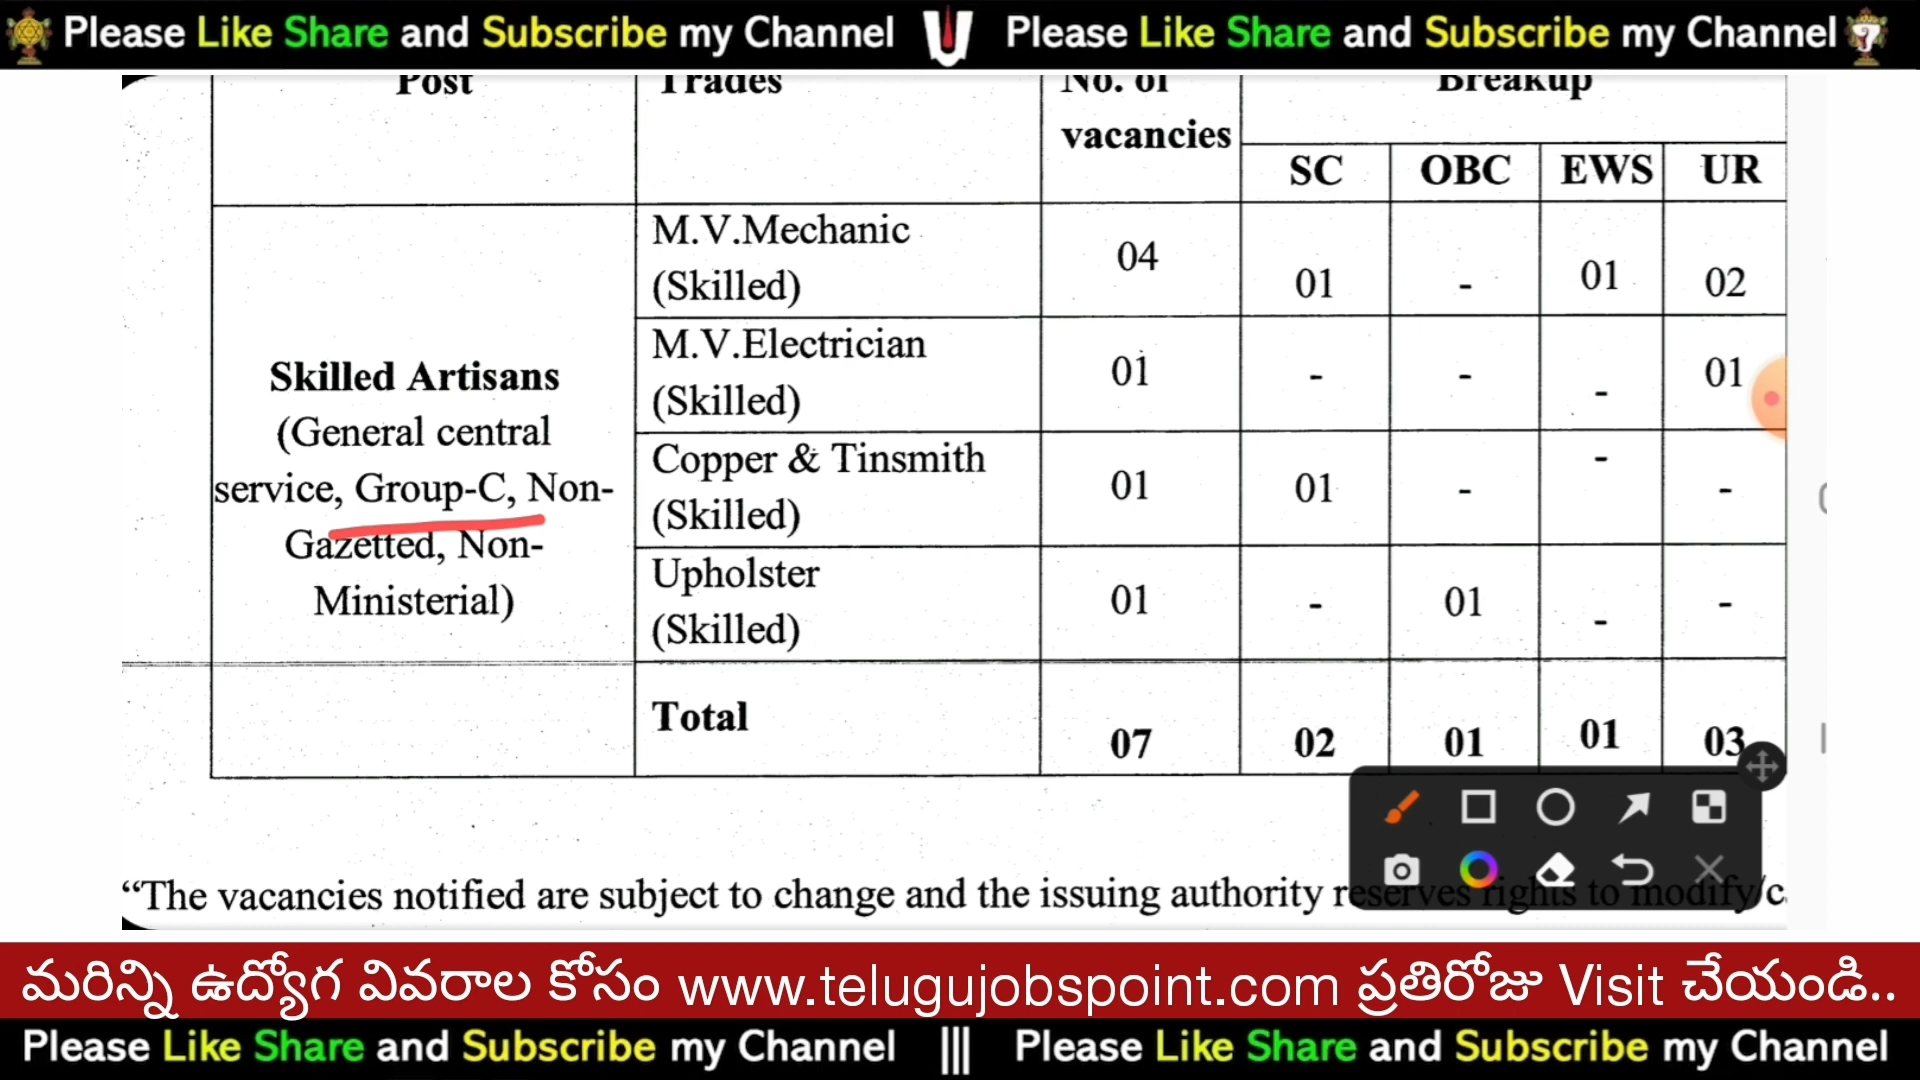 Please Like Share and Subscribe my Channel Please Like Share and Subscribe my Channel
Post Trades No. of Breakup
vacancies
SC OBC EWS UR
M.V.Mechanic
(Skilled) 04 01 - 01 02
M.V.Electrician
(Skilled) 01 - - - 01
Skilled Artisans
(General central
service, Group-C, Non-
Gazetted, Non-
Ministerial)
Copper & Tinsmith
(Skilled) 01 01 - - -
Upholster
(Skilled) 01 - 01 - -
Total 07 02 01 01 03
“The vacancies notified are subject to change and the issuing authority reserves rights to modify/c
మరిన్ని ఉద్యోగ వివరాల కోసం www.telugujobspoint.com ప్రతిరోజు Visit చేయండి..
Please Like Share and Subscribe my Channel ||| Please Like Share and Subscribe my Channel